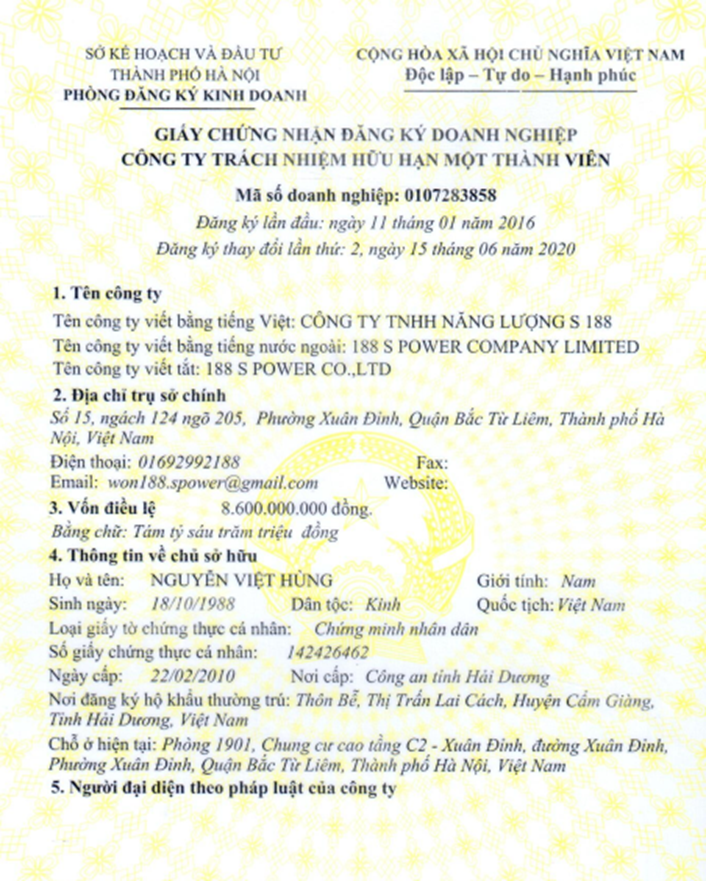 SỞ KẾ HOẠCH VÀ ĐẦU TƯ
THÀNH PHỐ HÀ NỘI
PHÒNG ĐĂNG KÝ KINH DOANH
CỘNG HÒA XÃ HỘI CHỦ NGHĨA VIỆT NAM
Độc lập – Tự do – Hạnh phúc
GIẤY CHỨNG NHẬN ĐĂNG KÝ DOANH NGHIỆP
CÔNG TY TRÁCH NHIỆM HỮU HẠN MỘT THÀNH VIÊN
Mã số doanh nghiệp: 0107283858
Đăng ký lần đầu: ngày 11 tháng 01 năm 2016
Đăng ký thay đổi lần thứ: 2, ngày 15 tháng 06 năm 2020
1. Tên công ty
Tên công ty viết bằng tiếng Việt: CÔNG TY TNHH NĂNG LƯỢNG S 188
Tên công ty viết bằng tiếng nước ngoài: 188 S POWER COMPANY LIMITED
Tên công ty viết tắt: 188 S POWER CO.,LTD
2. Địa chỉ trụ sở chính
Số 15, ngách 124 ngõ 205, Phường Xuân Đỉnh, Quận Bắc Từ Liêm, Thành phố Hà
Nội, Việt Nam
Điện thoại: 01692992188 Fax:
Email: won188.spower@gmail.com Website:
3. Vốn điều lệ 8.600.000.000 đồng.
Bằng chữ: Tám tỷ sáu trăm triệu đồng
4. Thông tin về chủ sở hữu
Họ và tên: NGUYỄN VIỆT HÙNG Giới tính: Nam
Sinh ngày: 18/10/1988 Dân tộc: Kinh Quốc tịch: Việt Nam
Loại giấy tờ chứng thực cá nhân: Chứng minh nhân dân
Số giấy chứng thực cá nhân: 142426462
Ngày cấp: 22/02/2010 Nơi cấp: Công an tỉnh Hải Dương
Nơi đăng ký hộ khẩu thường trú: Thôn Bễ, Thị Trấn Lai Cách, Huyện Cẩm Giàng,
Tỉnh Hải Dương, Việt Nam
Chỗ ở hiện tại: Phòng 1901, Chung cư cao tầng C2 - Xuân Đỉnh, đường Xuân Đỉnh,
Phường Xuân Đỉnh, Quận Bắc Từ Liêm, Thành phố Hà Nội, Việt Nam
5. Người đại diện theo pháp luật của công ty